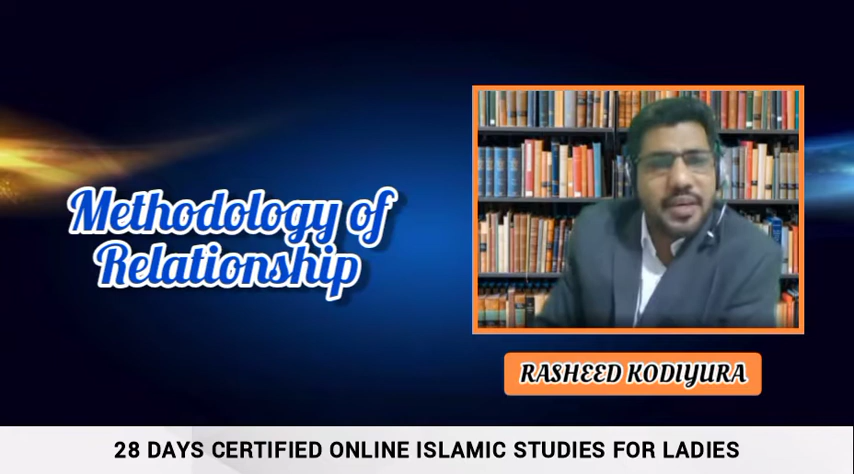 Methodology of
Relationship
RASHEED KODIYURA
28 DAYS CERTIFIED ONLINE ISLAMIC STUDIES FOR LADIES